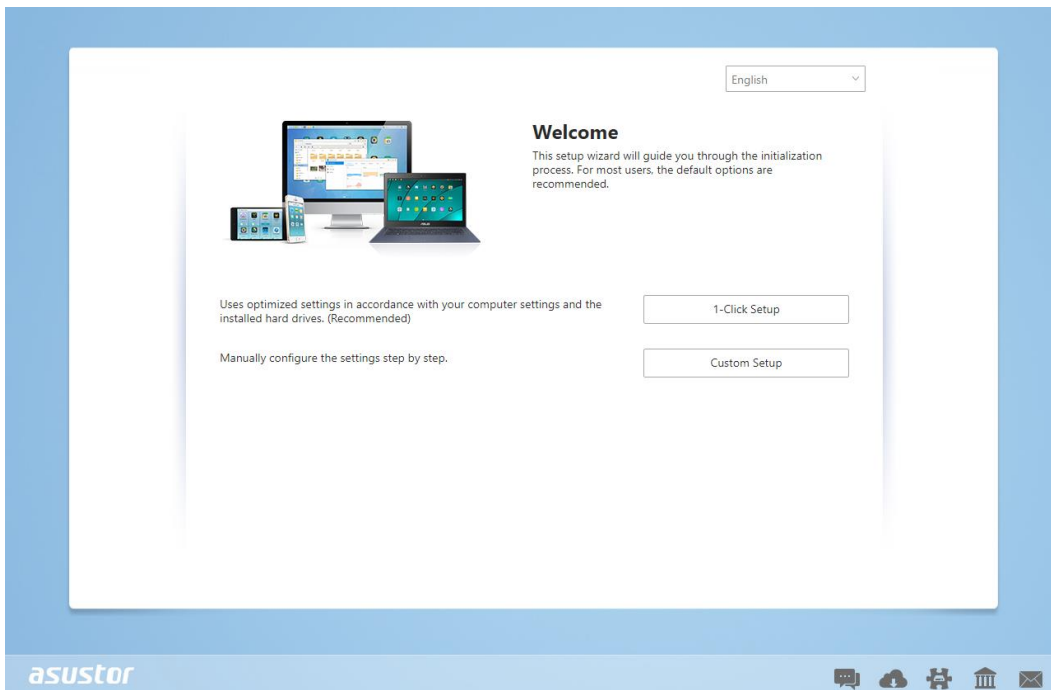 English
Welcome
This setup wizard will guide you through the initialization
process. For most users, the default options are
recommended.
Uses optimized settings in accordance with your computer settings and the
installed hard drives. (Recommended)
1-Click Setup
Manually configure the settings step by step.
Custom Setup
asustor